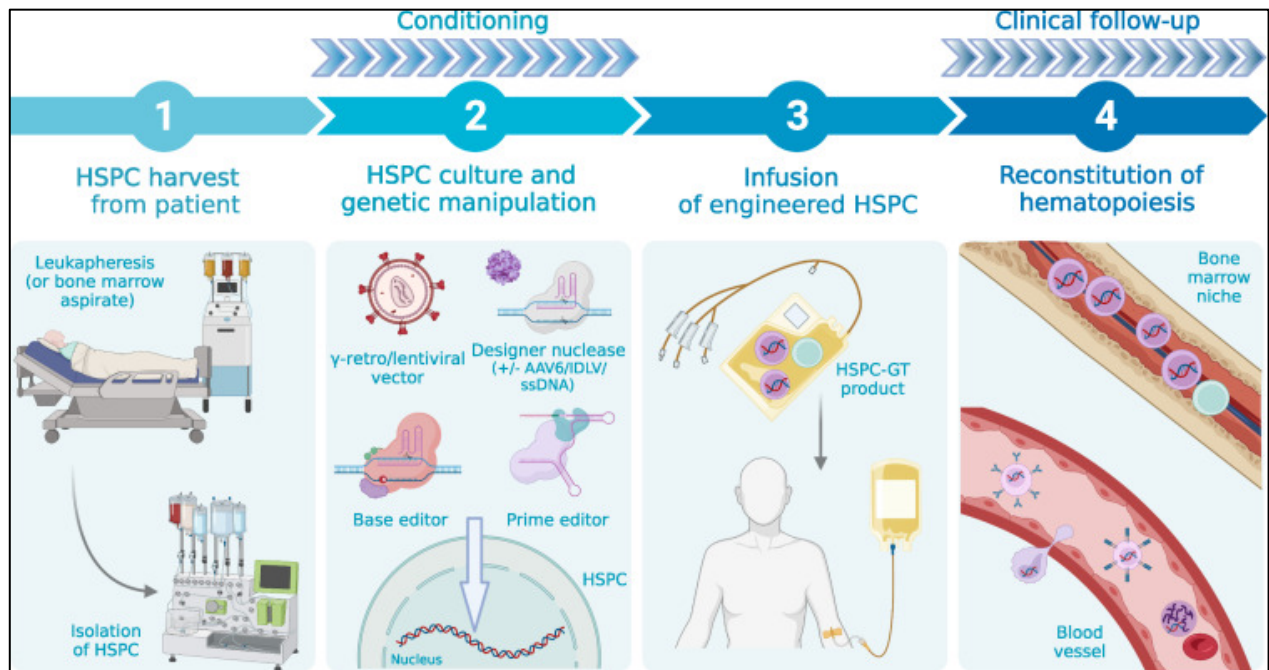 Conditioning
Clinical follow-up
1
2
3
4
HSPC harvest
from patient
HSPC culture and
genetic manipulation
Infusion
of engineered HSPC
Reconstitution of
hematopoiesis
Leukapheresis
(or bone marrow
aspirate)
Isolation
of HSPC
γ-retro/lentiviral
vector
Designer nuclease
(+/- AAV6/IDLV/
ssDNA)
Base editor
Prime editor
HSPC
Nucleus
HSPC-GT
product
Bone
marrow
niche
Blood
vessel